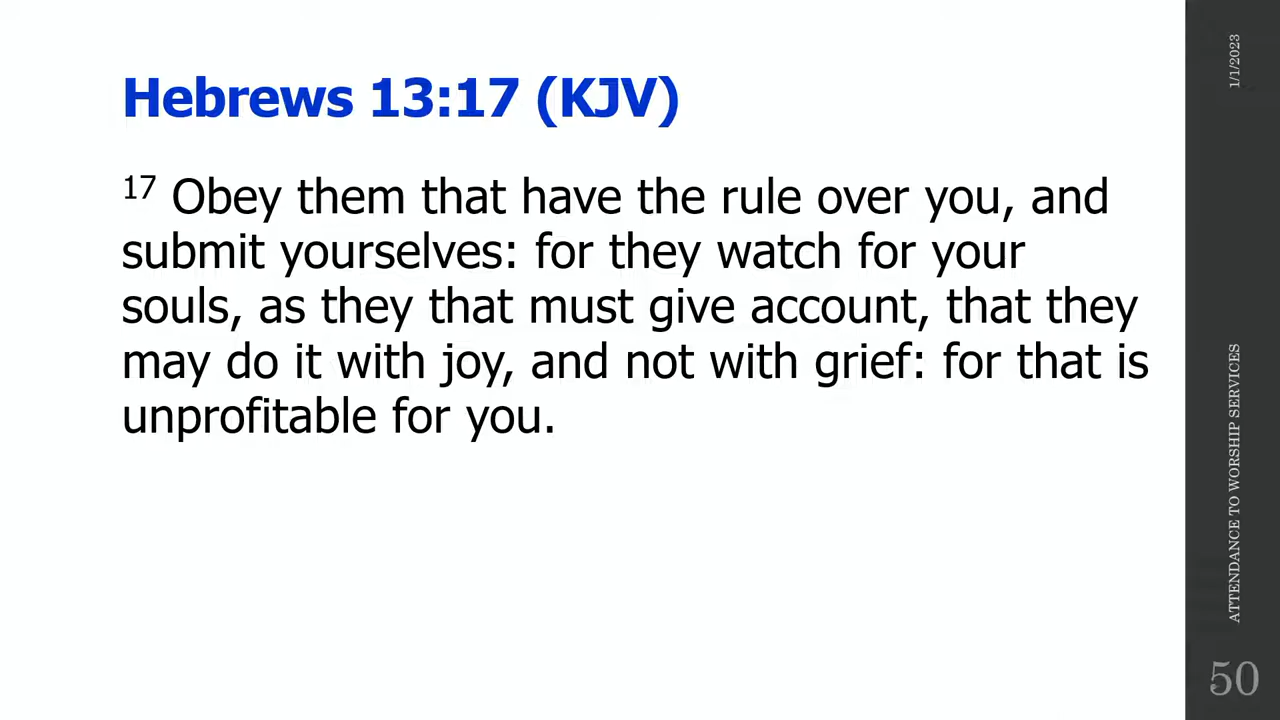 Hebrews 13:17 (KJV)
17 Obey them that have the rule over you, and
submit yourselves: for they watch for your
souls, as they that must give account, that they
may do it with joy, and not with grief: for that is
unprofitable for you.
1/1/2023
ATTENDANCE TO WORSHIP SERVICES
50